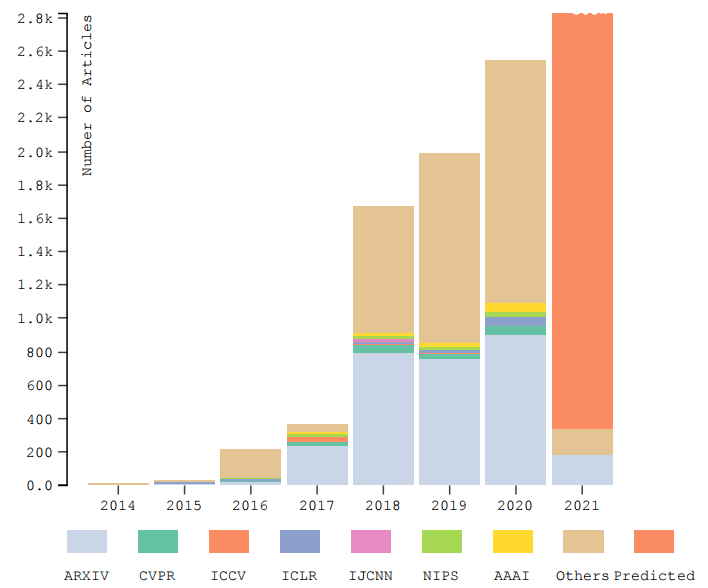 2.8k
2.6k
2.4k
2.2k
2.0k
1.8k
1.6k
1.4k
1.2k
1.0k
800
600
400
200
0.0
Number of Articles
2014 2015 2016 2017 2018 2019 2020 2021
ARXIV CVPR ICCV ICLR IJCNN NIPS AAAI Others Predicted